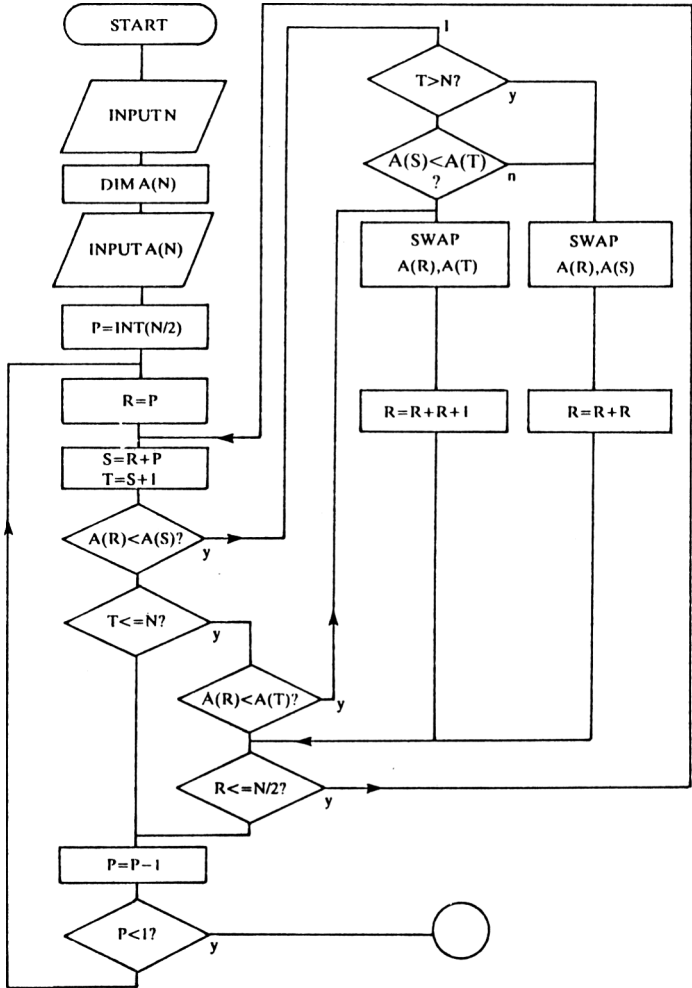 START
INPUT N
DIM A(N)
INPUT A(N)
P=INT(N/2)
R=P
S=R+P
T=S+1
A(R)<A(S)?
y
T<=N?
y
A(R)<A(T)?
y
R<=N/2?
y
P=P-1
P<1?
y
1
T>N?
y
A(S)<A(T)
?
n
SWAP
A(R),A(T)
SWAP
A(R),A(S)
R=R+R+1
R=R+R